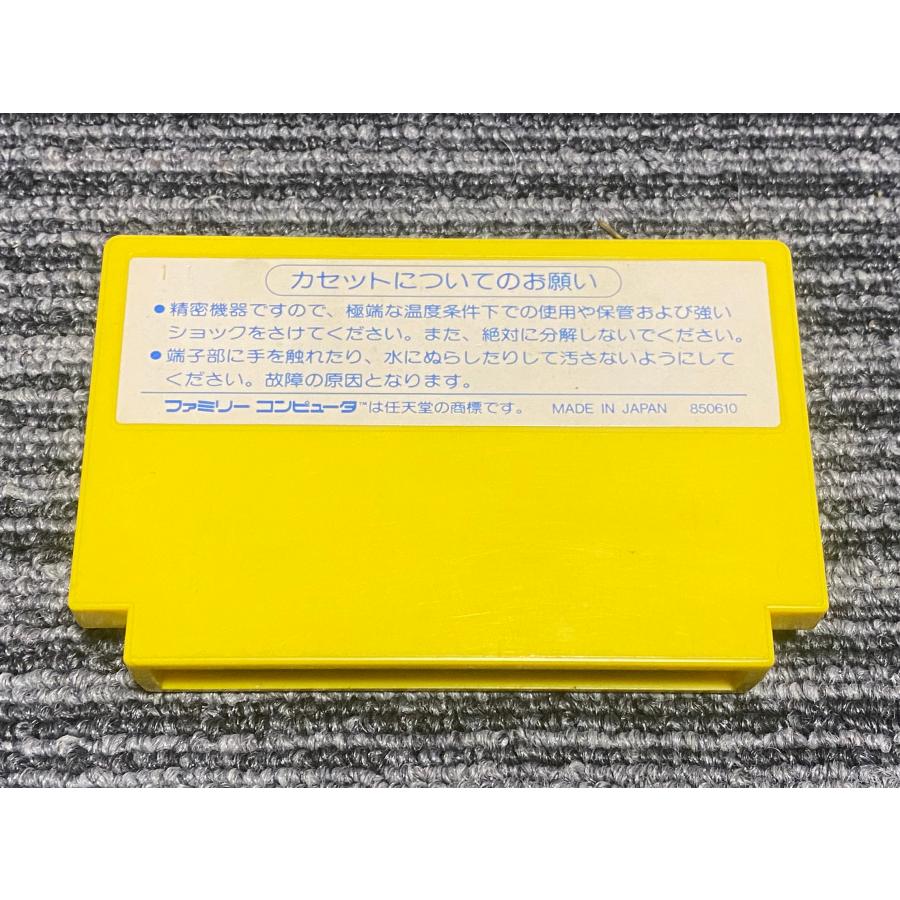 カセットについてのお願い
●精密機器ですので、極端な温度条件下での使用や保管および強い
ショックをさけてください。また、絶対に分解しないでください。
●端子部に手を触れたり、水にぬらしたりして汚さないようにして
ください。故障の原因となります。
ファミリー コンピュータ™は任天堂の商標です。 MADE IN JAPAN 850610